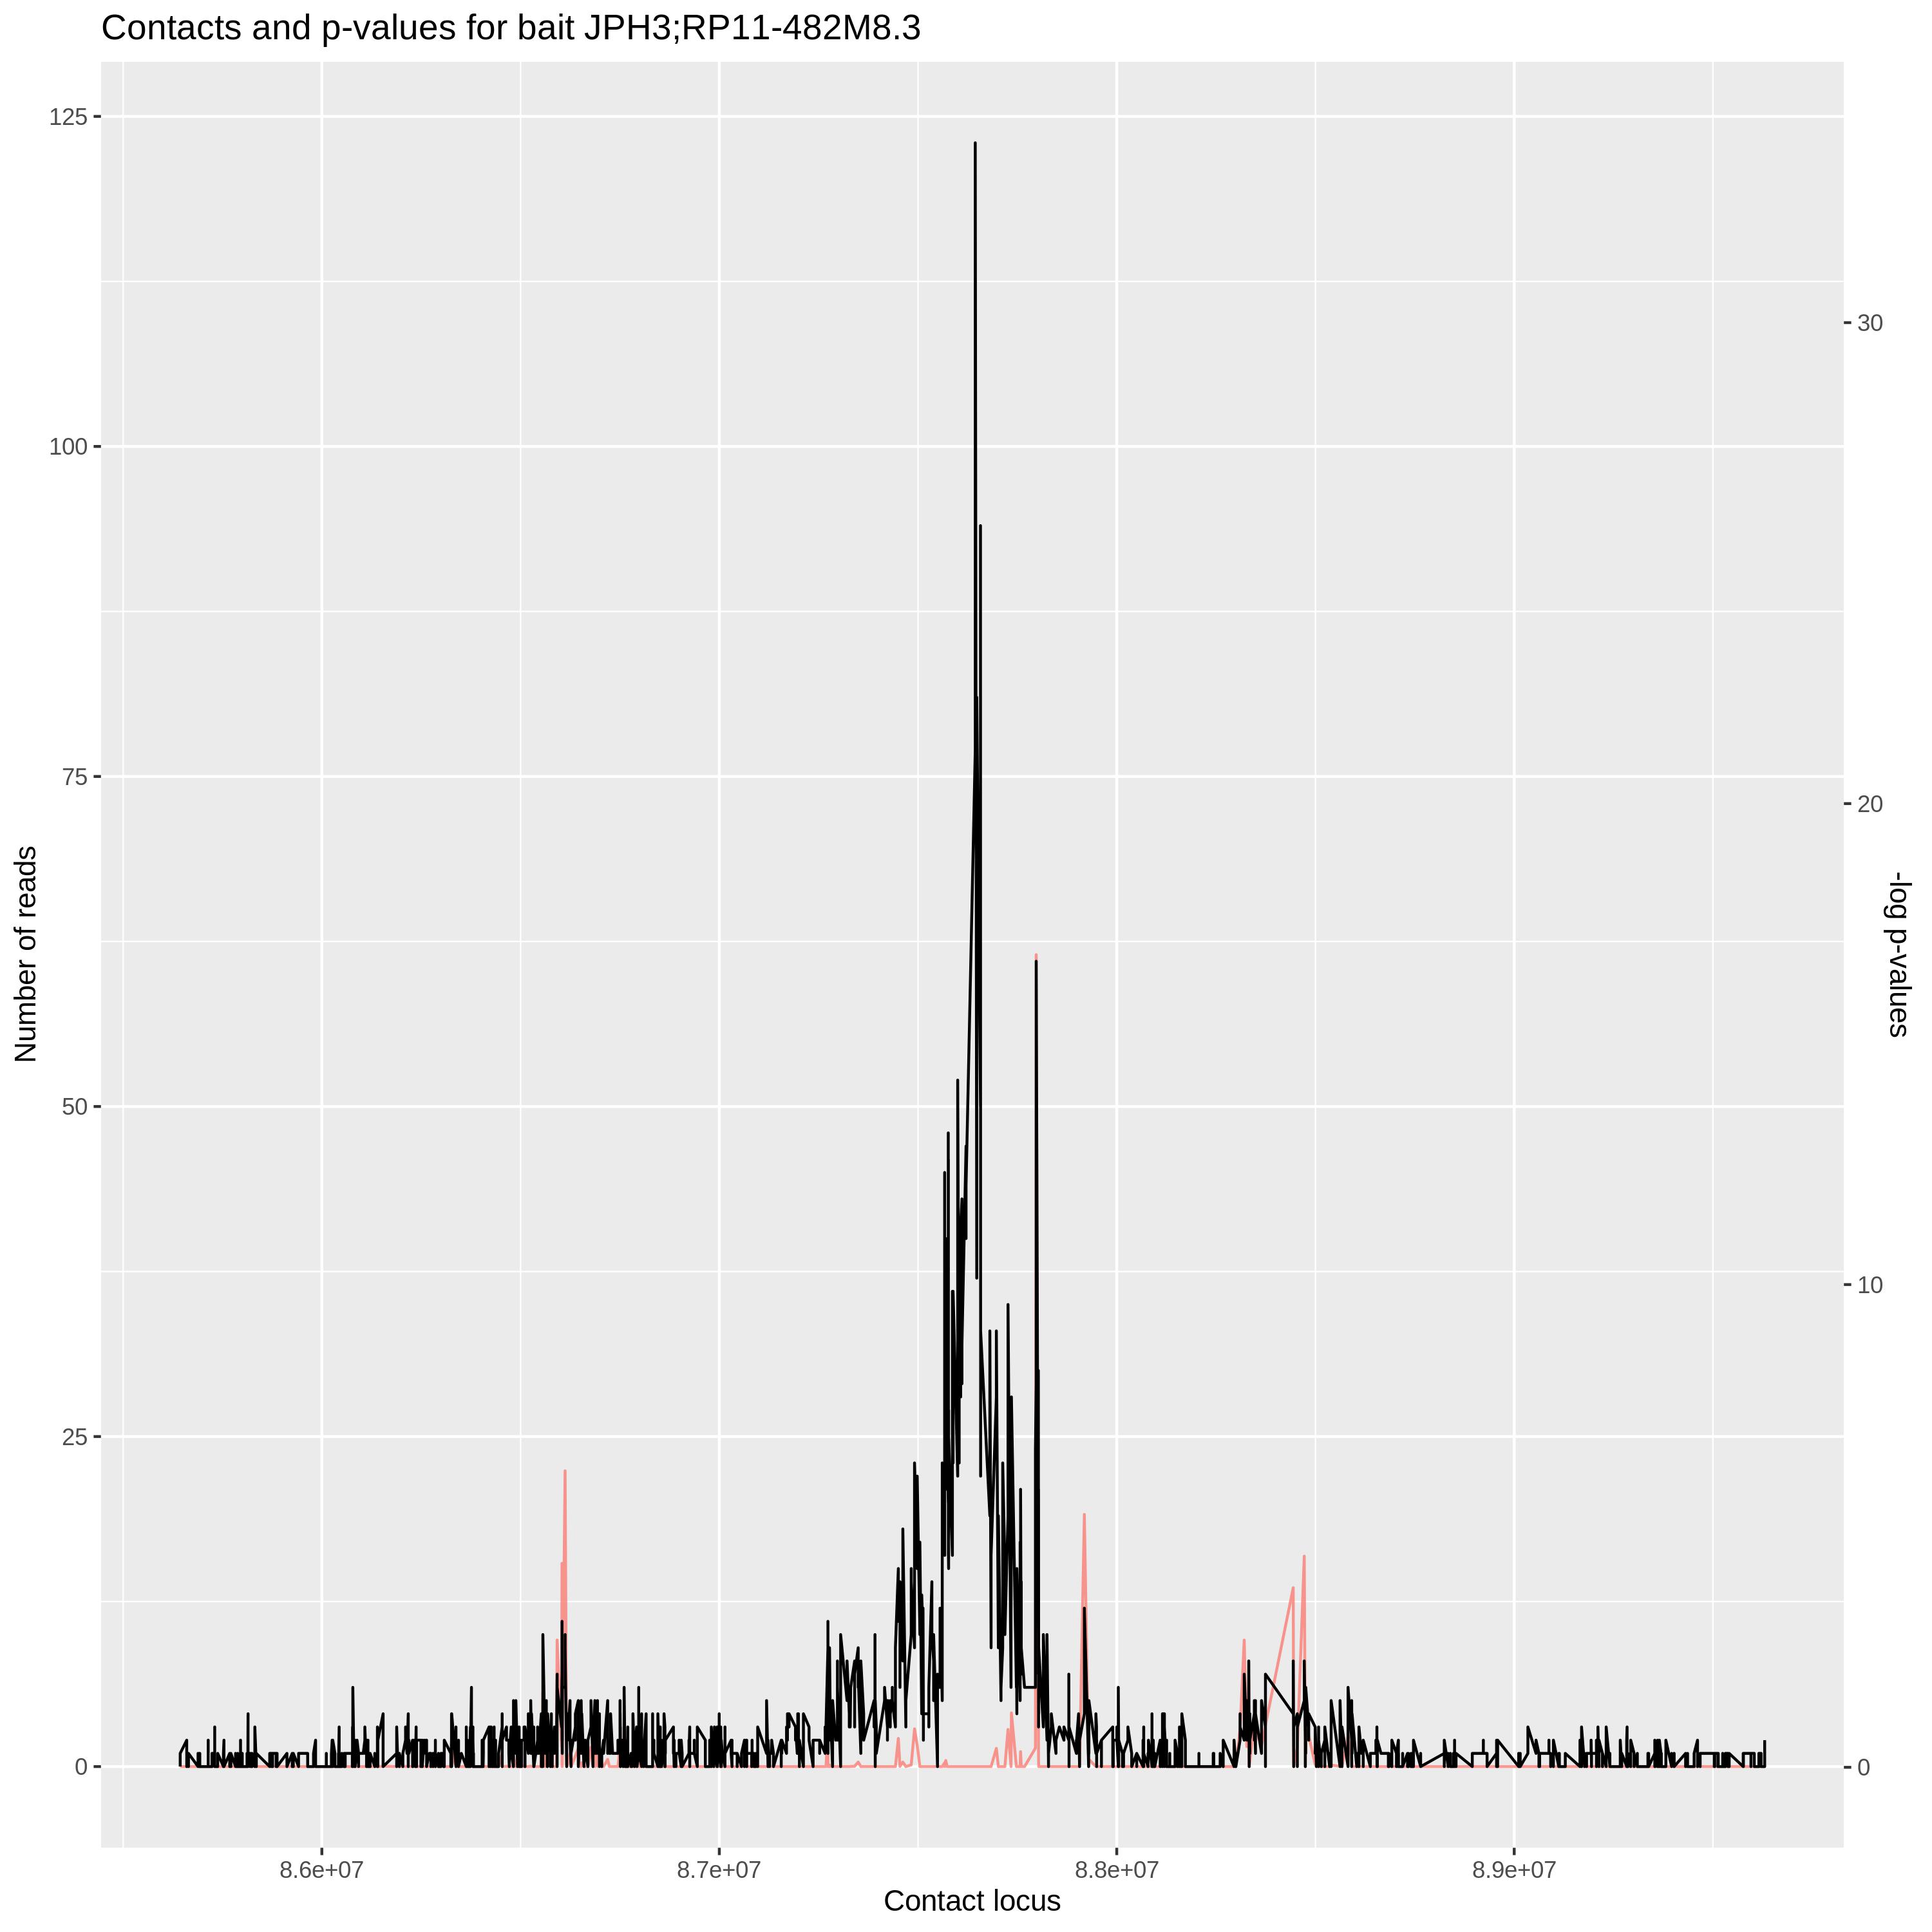 Contacts and p-values for bait JPH3;RP11-482M8.3
125
100
75
50
25
0
30
20
10
0
Number of reads
-log p-values
8.6e+07
8.7e+07
8.8e+07
8.9e+07
Contact locus